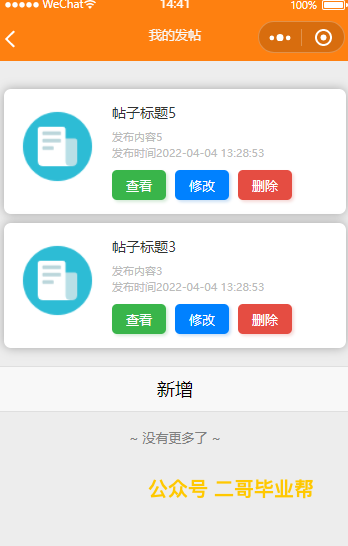 WeChat 14:41 100%
我的发帖
帖子标题5
发布内容5
发布时间2022-04-04 13:28:53
查看 修改 删除
帖子标题3
发布内容3
发布时间2022-04-04 13:28:53
查看 修改 删除
新增
~ 没有更多了 ~
公众号 二哥毕业帮